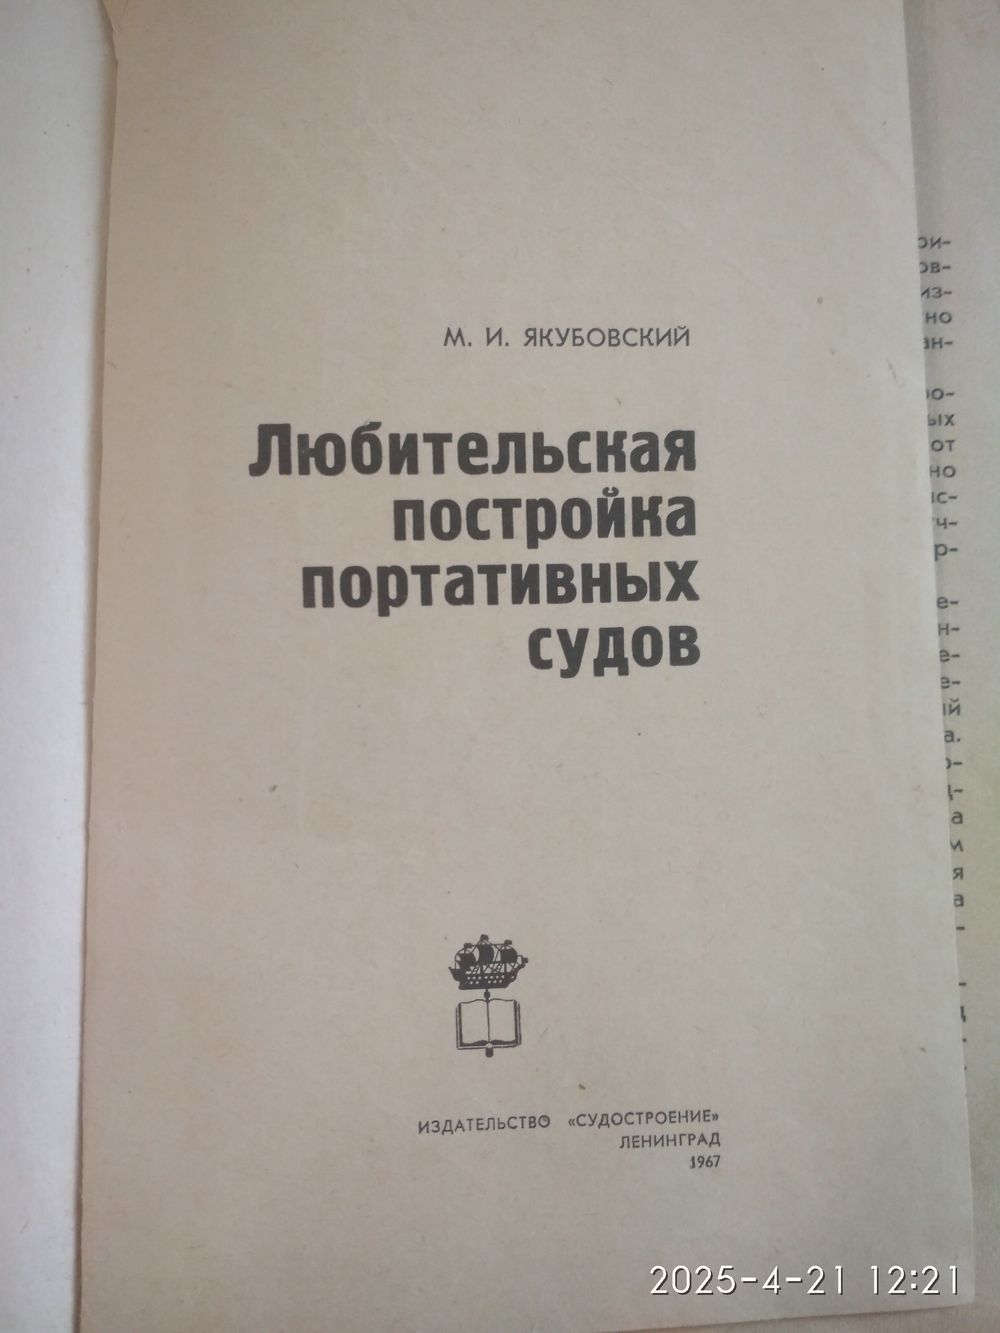 М. И. ЯКУБОВСКИЙ
Любительская
постройка
портативных
судов
ИЗДАТЕЛЬСТВО «СУДОСТРОЕНИЕ»
ЛЕНИНГРАД
1967
2025-4-21 12:21